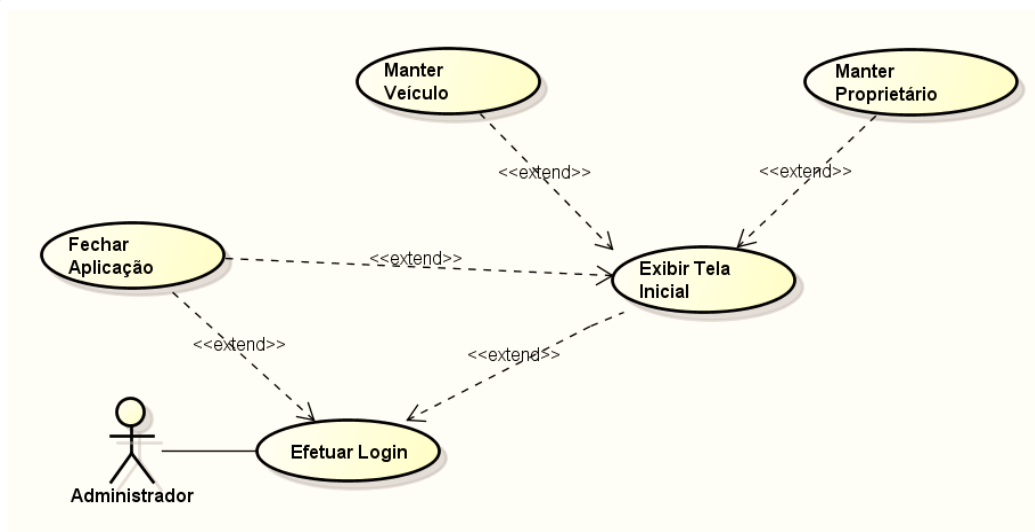 Manter
Veículo
Manter
Proprietário
<<extend>>
<<extend>>
Fechar
Aplicação
<<extend>>
Exibir Tela
Inicial
<<extend>>
<<extend>>
Efetuar Login
Administrador